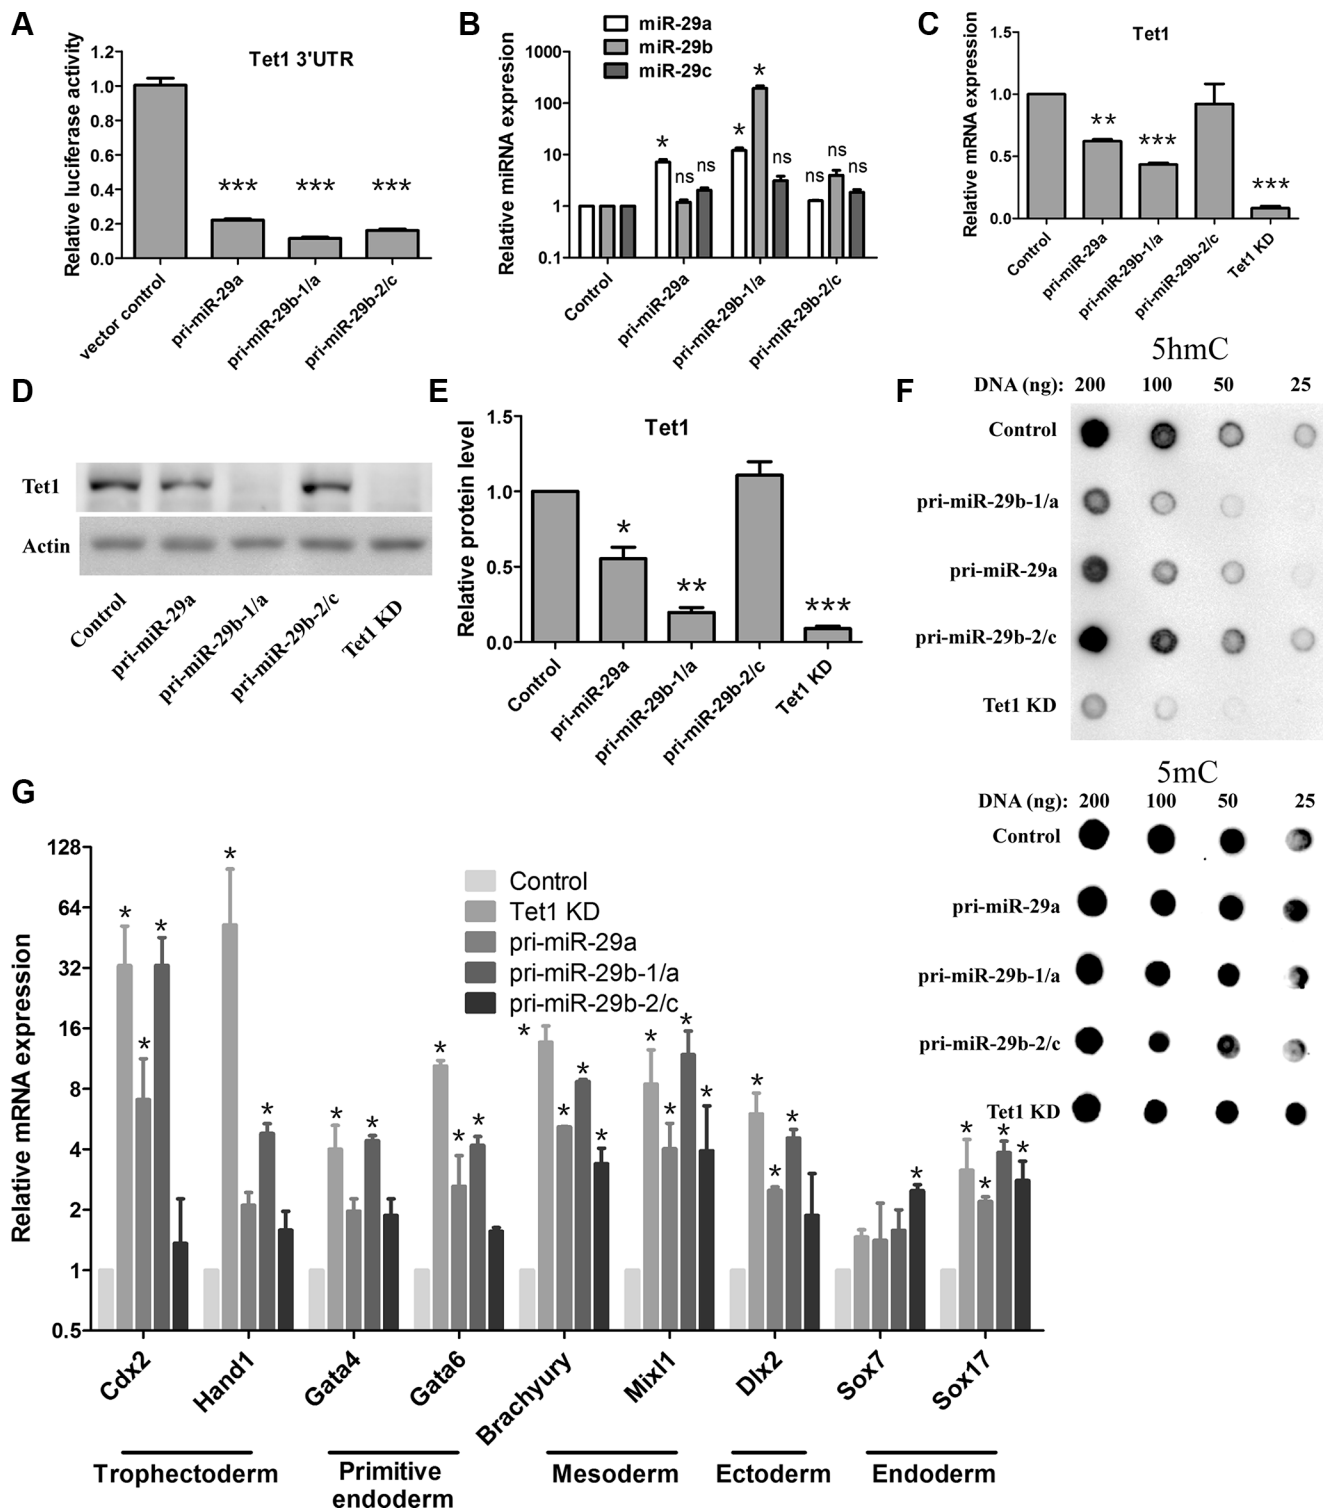 A
Tet1 3'UTR
Relative luciferase activity
1.2
1.0
0.8
0.6
0.4
0.2
0.0
*** *** ***
vector control
pri-miR-29a
pri-miR-29b-1/a
pri-miR-29b-2/c
B
miR-29a
miR-29b
miR-29c
Relative miRNA expresion
1000
100
10
1
0.1
* ns ns
* * ns
ns ns ns
Control
pri-miR-29a
pri-miR-29b-1/a
pri-miR-29b-2/c
C
Tet1
Relative mRNA expression
1.5
1.0
0.5
0.0
** *** ***
Control
pri-miR-29a
pri-miR-29b-1/a
pri-miR-29b-2/c
Tet1 KD
D
Tet1
Actin
Control
pri-miR-29a
pri-miR-29b-1/a
pri-miR-29b-2/c
Tet1 KD
E
Tet1
Relative protein level
1.5
1.0
0.5
0.0
* ** ***
Control
pri-miR-29a
pri-miR-29b-1/a
pri-miR-29b-2/c
Tet1 KD
F
5hmC
DNA (ng): 200 100 50 25
Control
pri-miR-29b-1/a
pri-miR-29a
pri-miR-29b-2/c
Tet1 KD
5mC
DNA (ng): 200 100 50 25
Control
pri-miR-29a
pri-miR-29b-1/a
pri-miR-29b-2/c
Tet1 KD
G
Relative mRNA expression
128
64
32
16
8
4
2
1
0.5
Control
Tet1 KD
pri-miR-29a
pri-miR-29b-1/a
pri-miR-29b-2/c
* * *
* *
* *
* * *
* * * *
* * * *
* * *
*
* * * *
Cdx2
Hand1
Gata4
Gata6
Brachyury
Mixl1
Dlx2
Sox7
Sox17
Trophectoderm
Primitive
endoderm
Mesoderm
Ectoderm
Endoderm